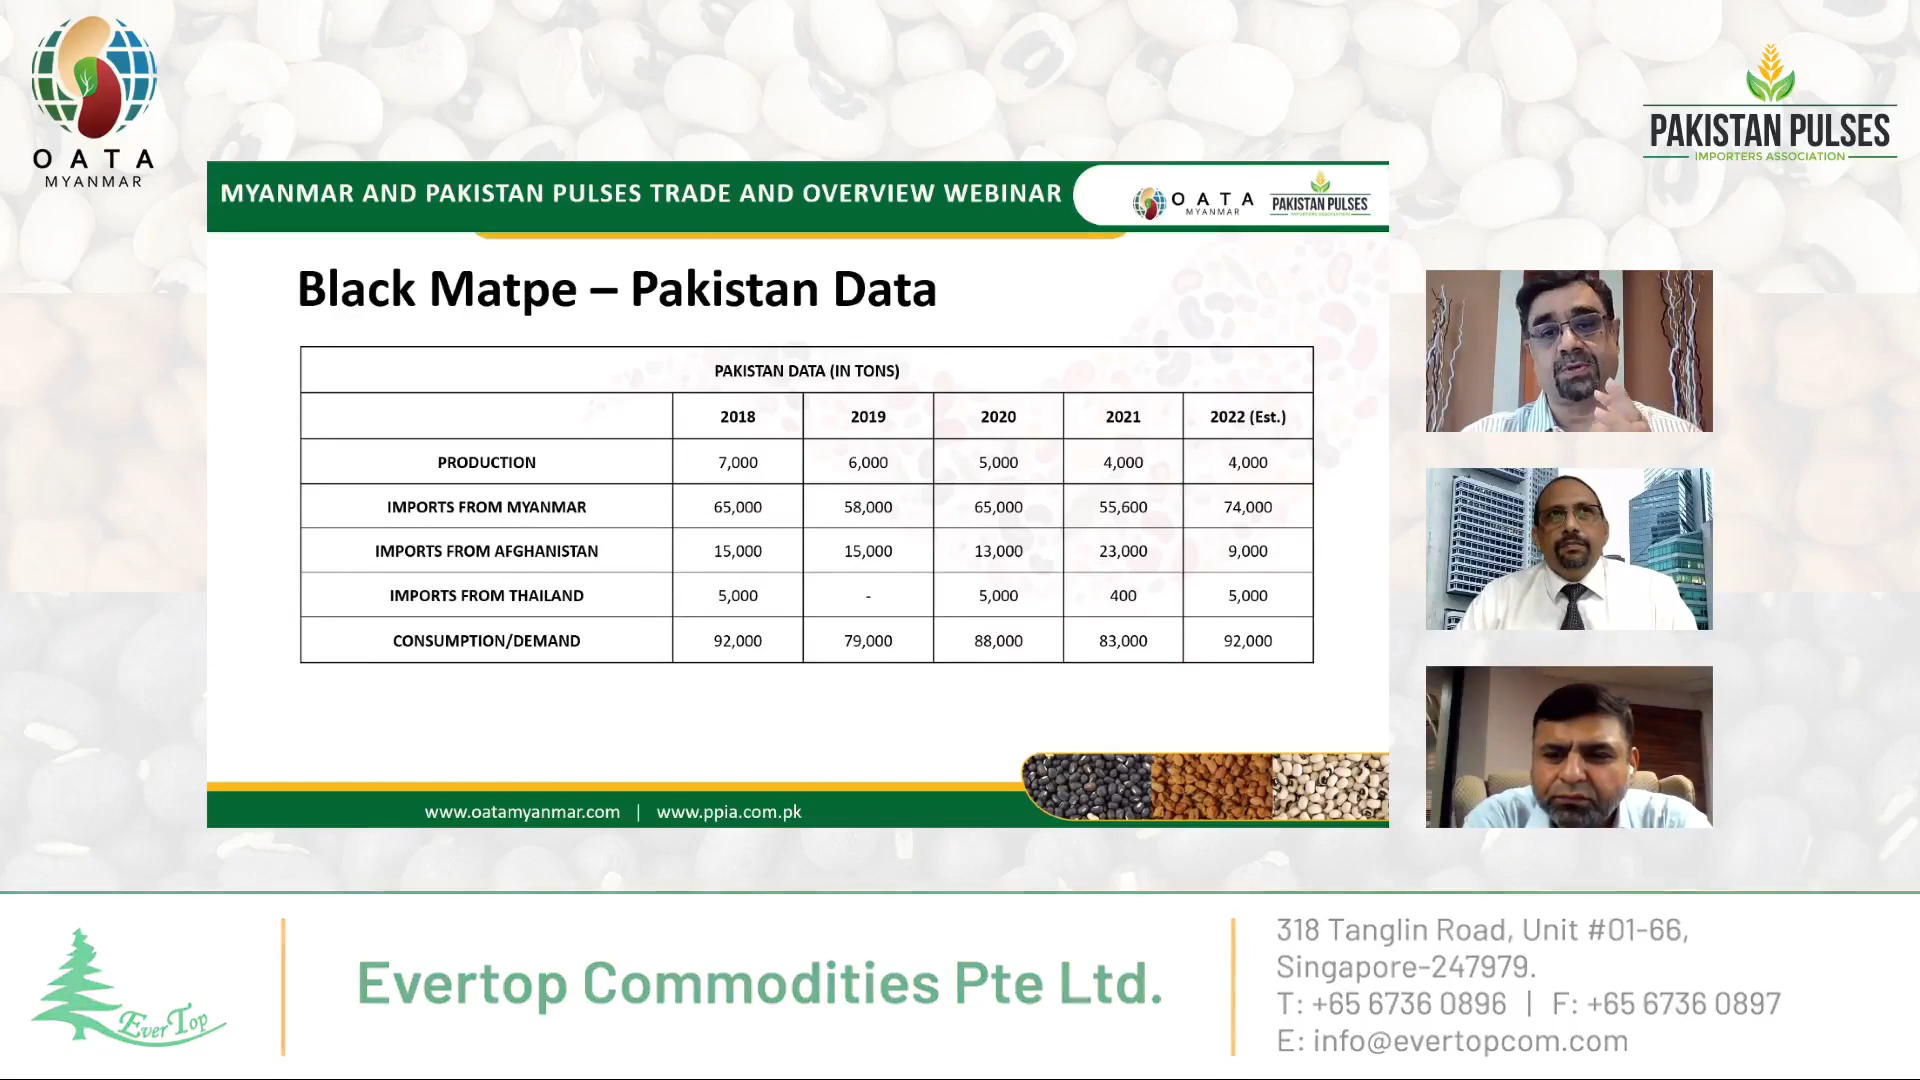 OATA
MYANMAR
PAKISTAN PULSES
IMPORTERS ASSOCIATION
MYANMAR AND PAKISTAN PULSES TRADE AND OVERVIEW WEBINAR
OATA
MYANMAR
PAKISTAN PULSES
IMPORTERS ASSOCIATION
Black Matpe – Pakistan Data
PAKISTAN DATA (IN TONS)
2018 2019 2020 2021 2022 (Est.)
PRODUCTION 7,000 6,000 5,000 4,000 4,000
IMPORTS FROM MYANMAR 65,000 58,000 65,000 55,600 74,000
IMPORTS FROM AFGHANISTAN 15,000 15,000 13,000 23,000 9,000
IMPORTS FROM THAILAND 5,000 - 5,000 400 5,000
CONSUMPTION/DEMAND 92,000 79,000 88,000 83,000 92,000
www.oatamyanmar.com | www.ppia.com.pk
EverTop
Evertop Commodities Pte Ltd.
318 Tanglin Road, Unit #01-66,
Singapore-247979.
T: +65 6736 0896 | F: +65 6736 0897
E: info@evertopcom.com